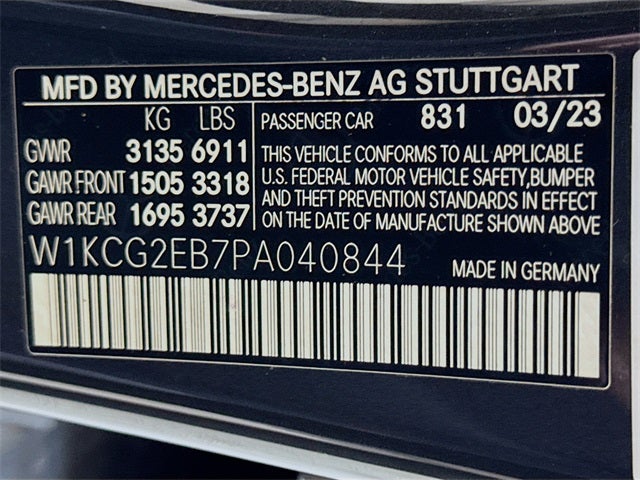 MFD BY MERCEDES-BENZ AG STUTTGART
KG LBS
GVWR 3135 6911
GAWR FRONT 1505 3318
GAWR REAR 1695 3737
PASSENGER CAR 831 03/23
THIS VEHICLE CONFORMS TO ALL APPLICABLE
U.S. FEDERAL MOTOR VEHICLE SAFETY, BUMPER
AND THEFT PREVENTION STANDARDS IN EFFECT
ON THE DATE OF MANUFACTURE SHOWN ABOVE
W1KCG2EB7PA040844
MADE IN GERMANY